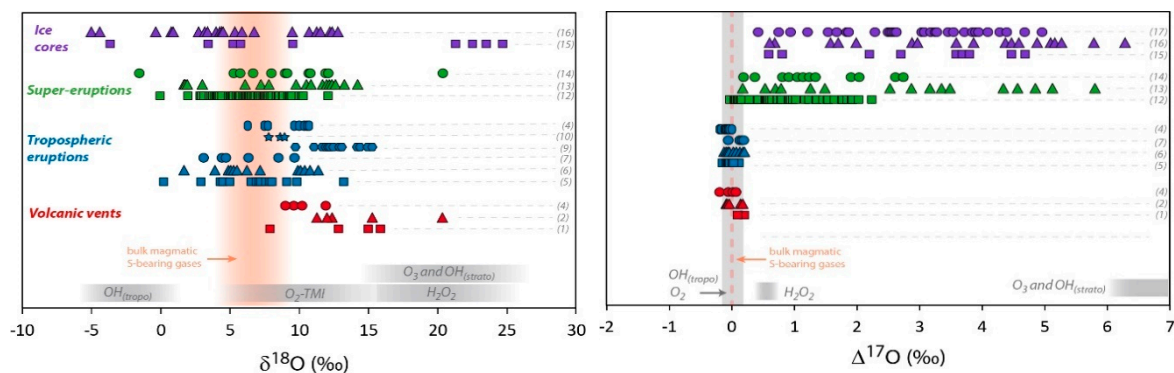 Ice
cores
(16)
(15)
Super-eruptions
(14)
(13)
(12)
Tropospheric
eruptions
(4)
(10)
(9)
(7)
(6)
(5)
Volcanic vents
(4)
(2)
(1)
bulk magmatic
S-bearing gases
O₃ and OH(strato)
OH(tropo)
O₂-TMI
H₂O₂
-10 -5 0 5 10 15 20 25 30
δ¹⁸O (‰)
(17)
(16)
(15)
(14)
(13)
(12)
(4)
(7)
(6)
(5)
(4)
(2)
(1)
bulk magmatic
S-bearing gases
OH(tropo)
O₂
H₂O₂
O₃ and OH(strato)
-2 -1 0 1 2 3 4 5 6 7
Δ¹⁷O (‰)